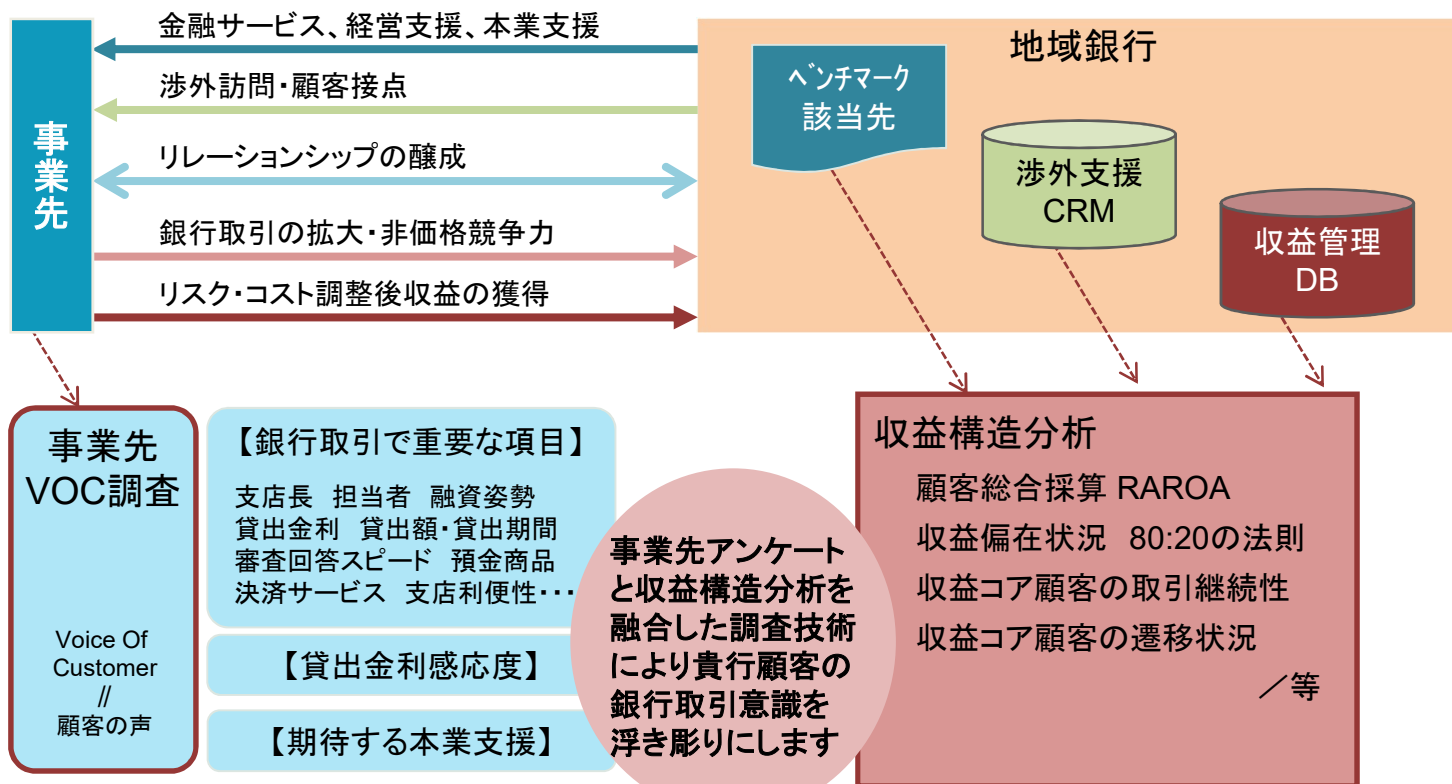 金融サービス、経営支援、本業支援
渉外訪問・顧客接点
リレーションシップの醸成
銀行取引の拡大・非価格競争力
リスク・コスト調整後収益の獲得
事業先
地域銀行
ベンチマーク
該当先
渉外支援
CRM
収益管理
DB
事業先
VOC調査
Voice Of
Customer
//
顧客の声
【銀行取引で重要な項目】
支店長 担当者 融資姿勢
貸出金利 貸出額・貸出期間
審査回答スピード 預金商品
決済サービス 支店利便性・・・
【貸出金利感応度】
【期待する本業支援】
事業先アンケート
と収益構造分析を
融合した調査技術
により貴行顧客の
銀行取引意識を
浮き彫りにします
収益構造分析
顧客総合採算 RAROA
収益偏在状況 80:20の法則
収益コア顧客の取引継続性
収益コア顧客の遷移状況
／等